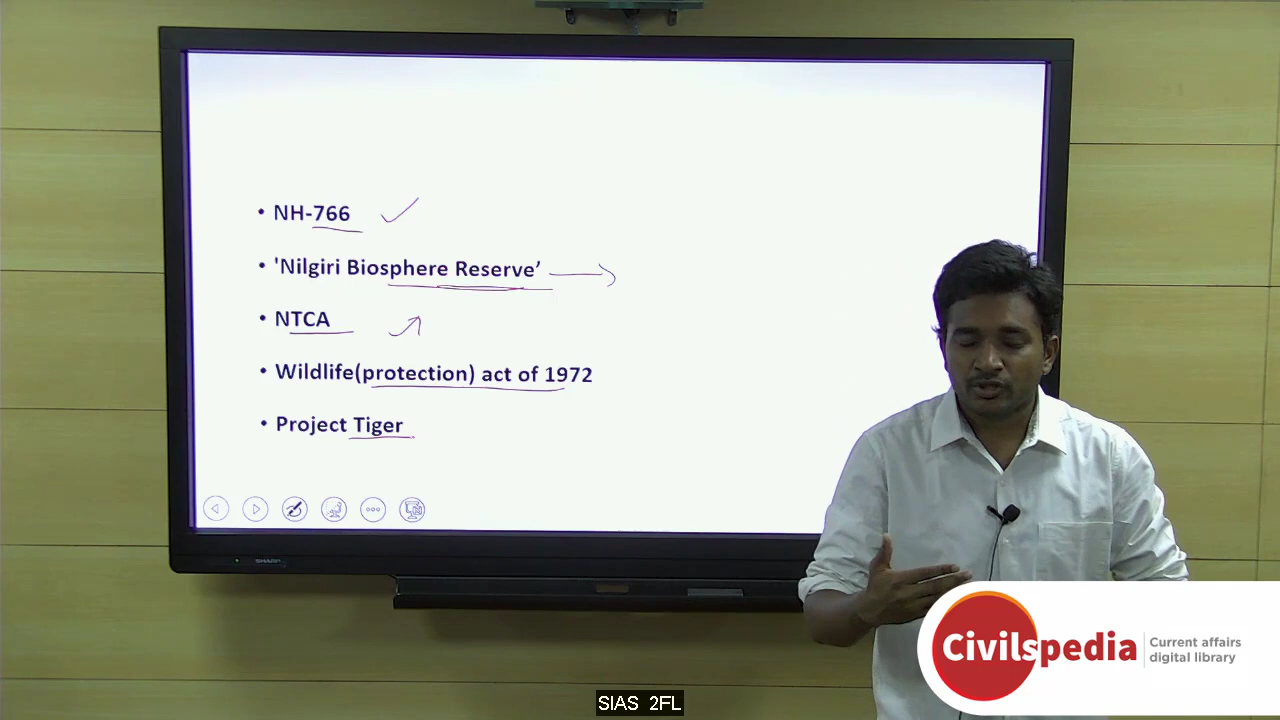 • NH-766
• 'Nilgiri Biosphere Reserve’
• NTCA
• Wildlife(protection) act of 1972
• Project Tiger
SHARP
Civilspedia
Current affairs
digital library
SIAS 2FL